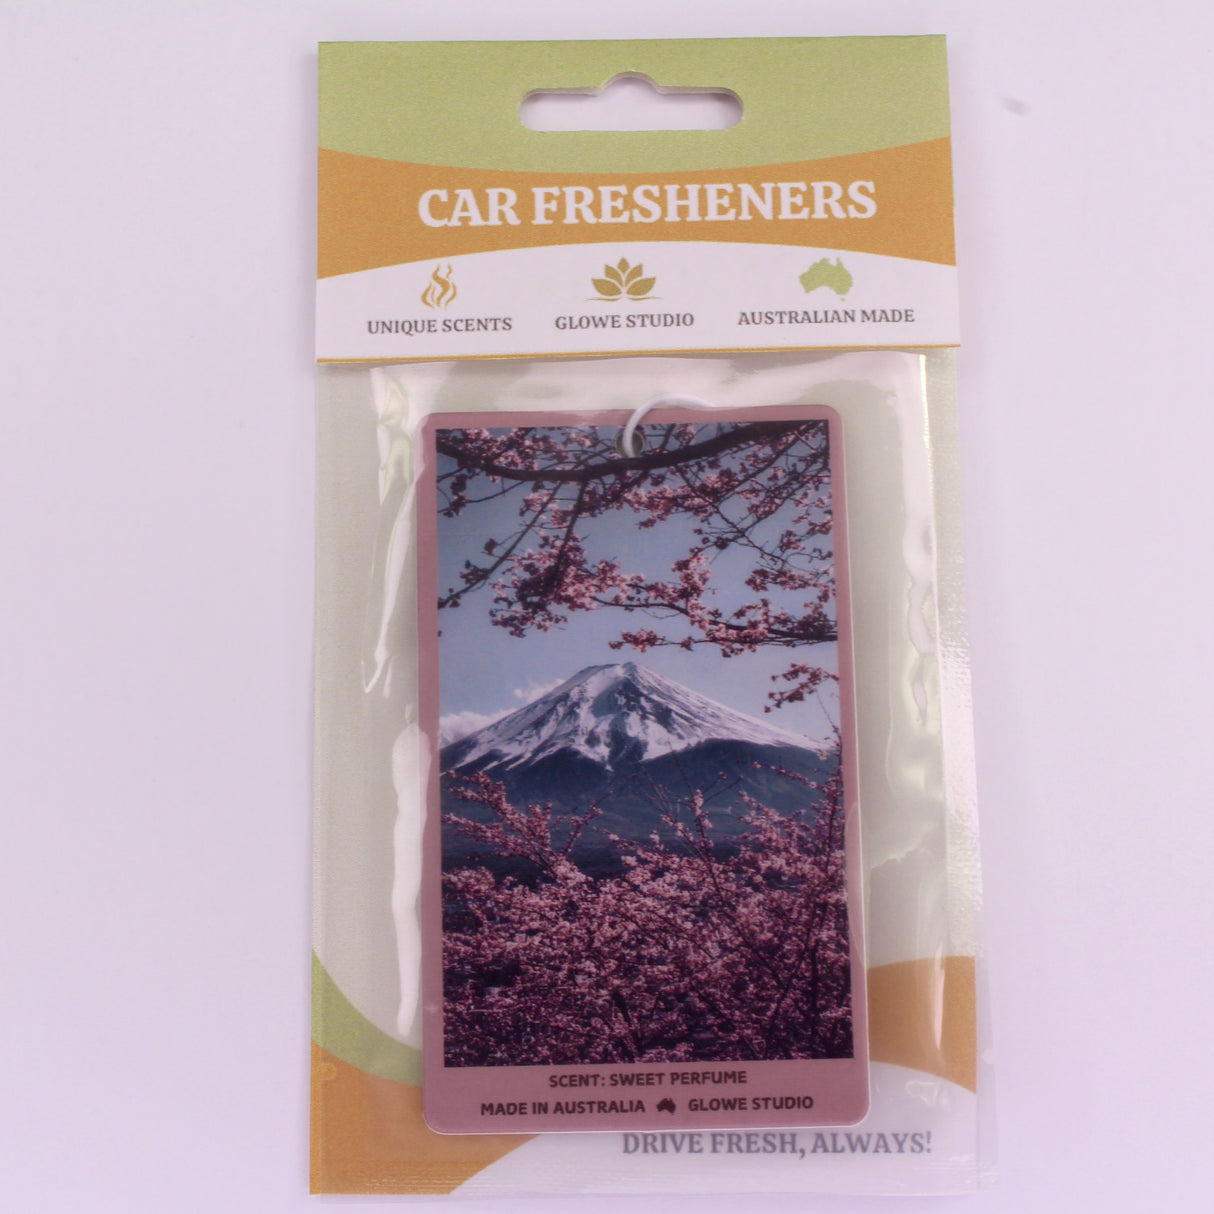 CAR FRESHENERS
UNIQUE SCENTS
GLOWE STUDIO
AUSTRALIAN MADE
SCENT: SWEET PERFUME
MADE IN AUSTRALIA GLOWE STUDIO
DRIVE FRESH, ALWAYS!